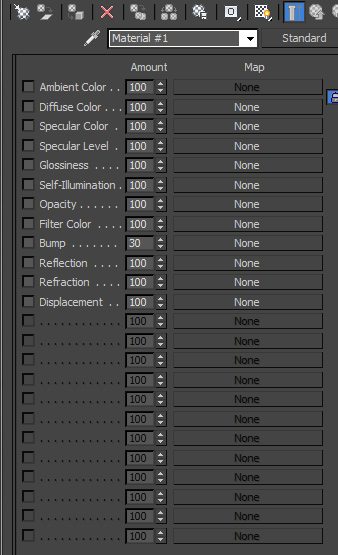 Material #1 Standard
Amount Map
Ambient Color . . 100 None
Diffuse Color . . . 100 None
Specular Color . 100 None
Specular Level . 100 None
Glossiness . . . . 100 None
Self-Illumination . 100 None
Opacity . . . . . . 100 None
Filter Color . . . . 100 None
Bump . . . . . . . 30 None
Reflection . . . . 100 None
Refraction . . . . 100 None
Displacement . . 100 None
. . . . . . . . . . . . 100 None
. . . . . . . . . . . . 100 None
. . . . . . . . . . . . 100 None
. . . . . . . . . . . . 100 None
. . . . . . . . . . . . 100 None
. . . . . . . . . . . . 100 None
. . . . . . . . . . . . 100 None
. . . . . . . . . . . . 100 None
. . . . . . . . . . . . 100 None
. . . . . . . . . . . . 100 None
. . . . . . . . . . . . 100 None
. . . . . . . . . . . . 100 None